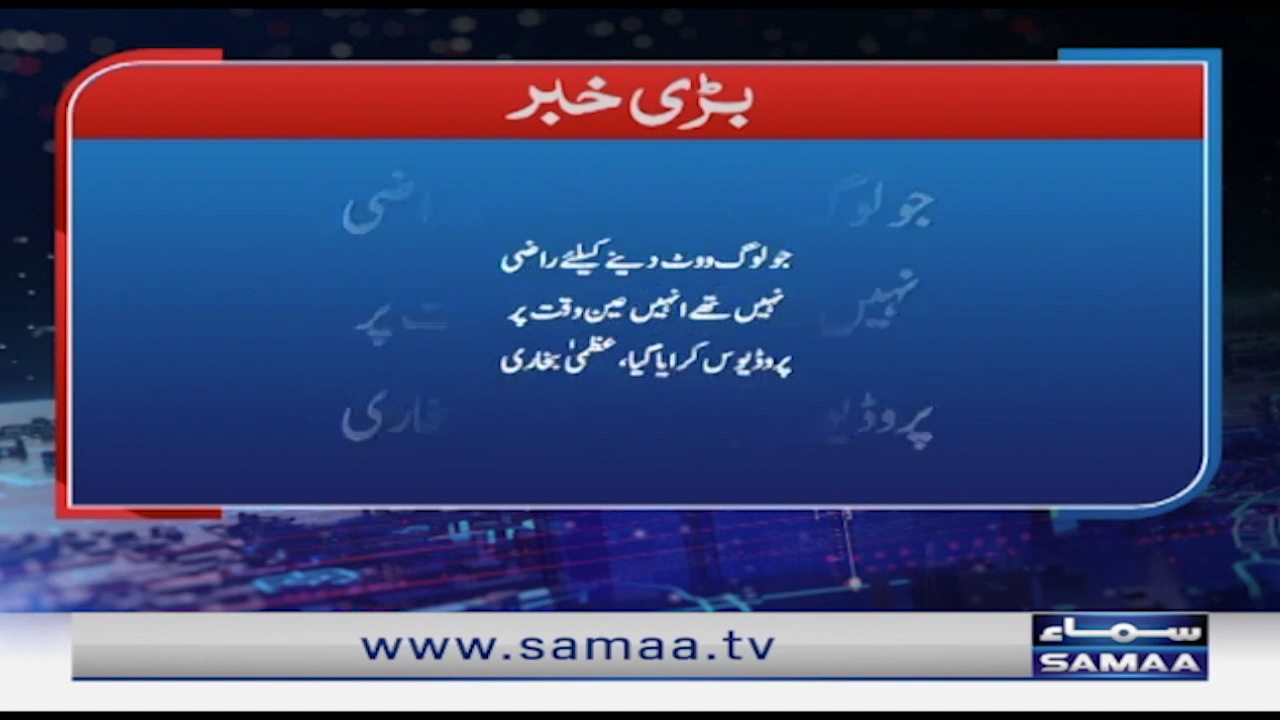 بڑی خبر
جو لوگ ووٹ دینے کیلئے راضی
نہیں تھے انہیں عین وقت پر
پروڈیوس کرایا گیا، عظمیٰ بخاری
www.samaa.tv
سماء
SAMAA